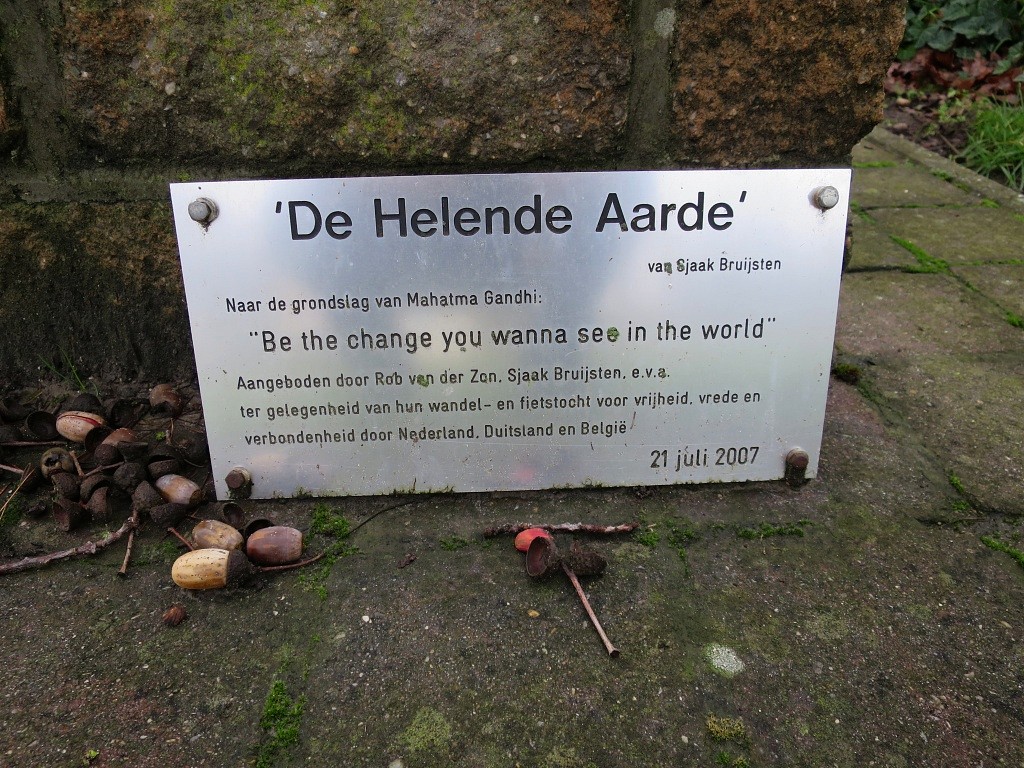 'De Helende Aarde'
van Sjaak Bruijsten
Naar de grondslag van Mahatma Gandhi:
"Be the change you wanna see in the world"
Aangeboden door Rob van der Zon, Sjaak Bruijsten, e.v.a.
ter gelegenheid van hun wandel- en fietstocht voor vrijheid, vrede en
verbondenheid door Nederland, Duitsland en België
21 juli 2007